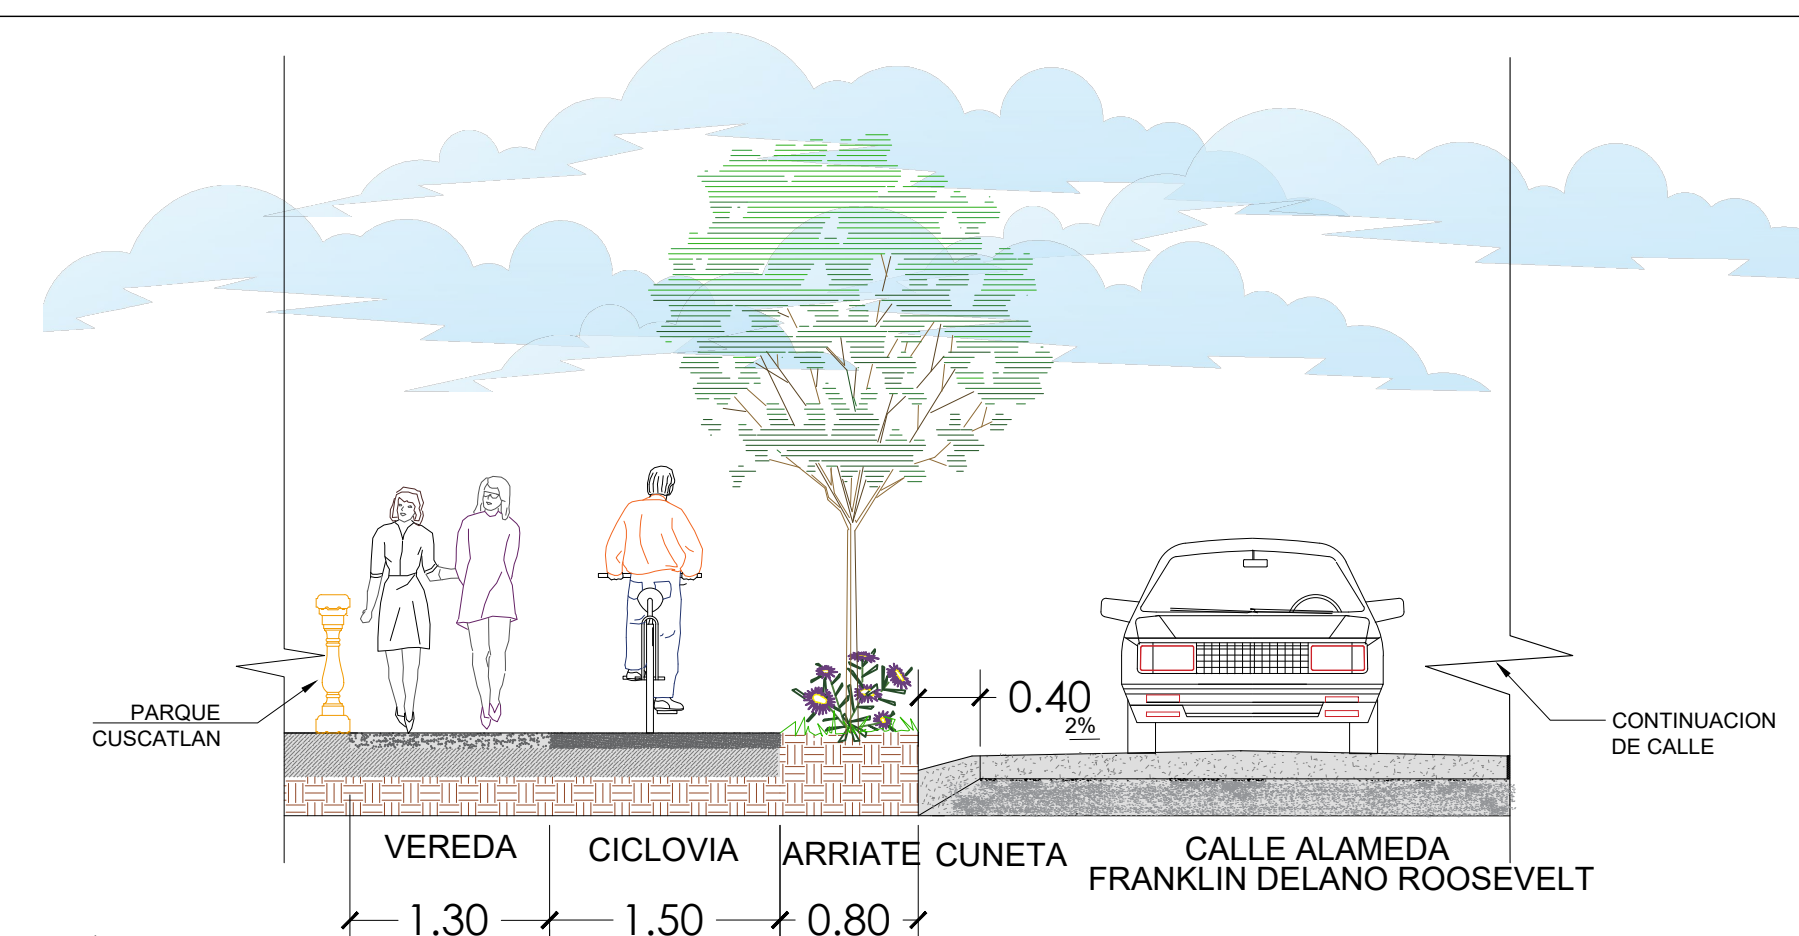 0.40
2%
PARQUE
CUSCATLAN
CONTINUACION
DE CALLE
VEREDA
CICLOVIA
ARRIATE
CUNETA
CALLE ALAMEDA
FRANKLIN DELANO ROOSEVELT
1.30
1.50
0.80